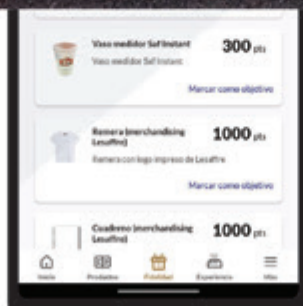 Vaso medidor Saf Instant
300 pts
Vaso medidor Saf Instant
Marcar como objetivo
Remera (merchandising
Lesaffre)
1000 pts
Remera con logo impreso de Lesaffre
Marcar como objetivo
Cuaderno (merchandising
Lesaffre)
1000 pts
Inicio
Productos
Fidelidad
Experiencia
Más